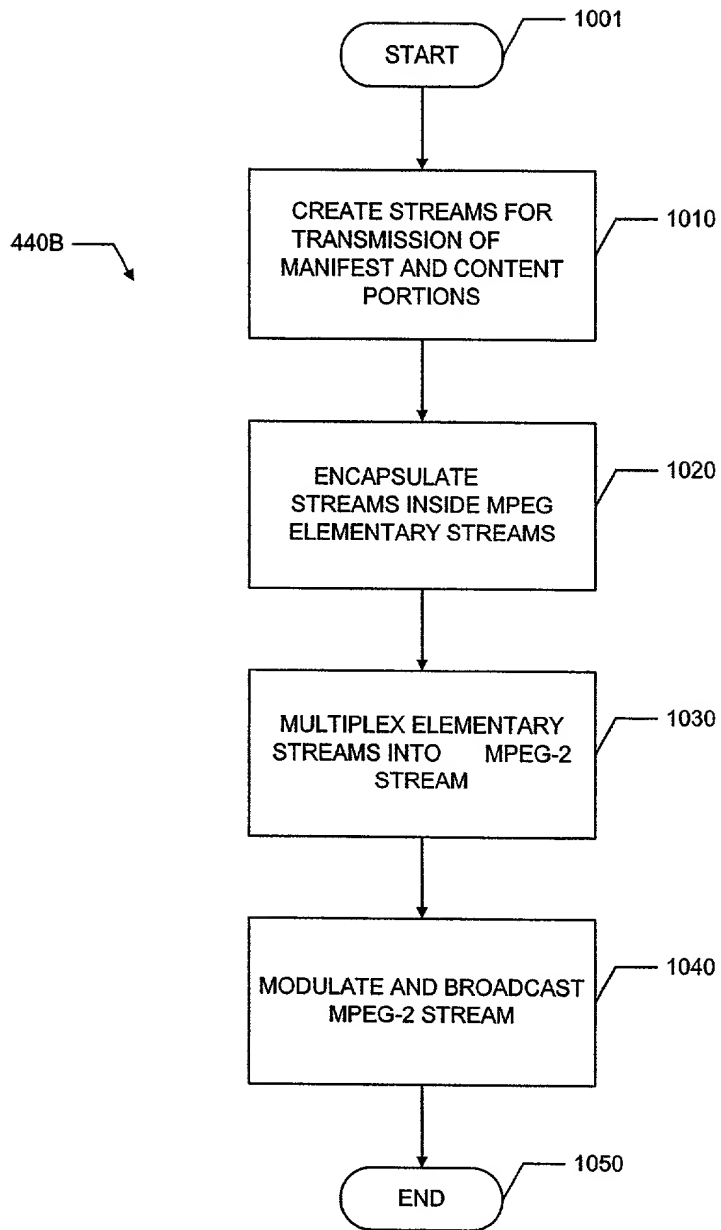 START
1001
CREATE STREAMS FOR
TRANSMISSION OF
MANIFEST AND CONTENT
PORTIONS
1010
440B
ENCAPSULATE
STREAMS INSIDE MPEG
ELEMENTARY STREAMS
1020
MULTIPLEX ELEMENTARY
STREAMS INTO MPEG-2
STREAM
1030
MODULATE AND BROADCAST
MPEG-2 STREAM
1040
END
1050